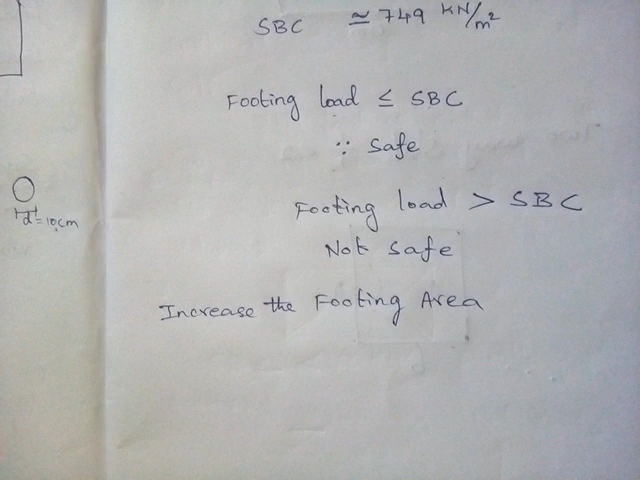 SBC ≃ 749 KN/m²
Footing load ≤ SBC
∵ safe
d = 10cm
Footing load > SBC
Not safe
Increase the Footing Area